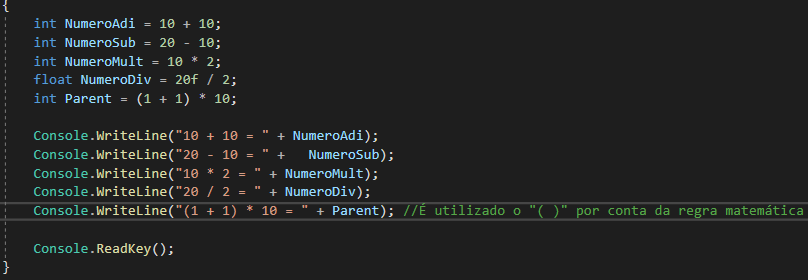 {
int NumeroAdi = 10 + 10;
int NumeroSub = 20 - 10;
int NumeroMult = 10 * 2;
float NumeroDiv = 20f / 2;
int Parent = (1 + 1) * 10;
Console.WriteLine("10 + 10 = " + NumeroAdi);
Console.WriteLine("20 - 10 = " +   NumeroSub);
Console.WriteLine("10 * 2 = " + NumeroMult);
Console.WriteLine("20 / 2 = " + NumeroDiv);
Console.WriteLine("(1 + 1) * 10 = " + Parent); //É utilizado o "( )" por conta da regra matemática
Console.ReadKey();
}